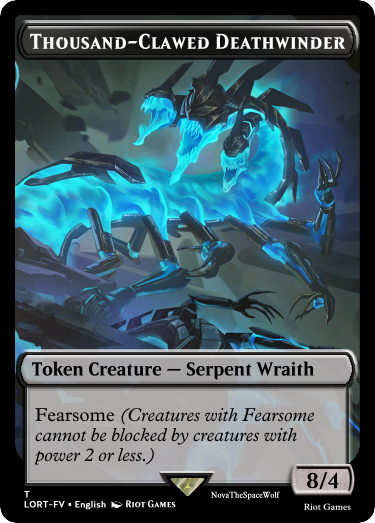 Thousand-Clawed Deathwinder
Token Creature — Serpent Wraith
Fearsome (Creatures with Fearsome
cannot be blocked by creatures with
power 2 or less.)
8/4
T
LORT-FV • English Riot Games
NovaTheSpaceWolf
Riot Games